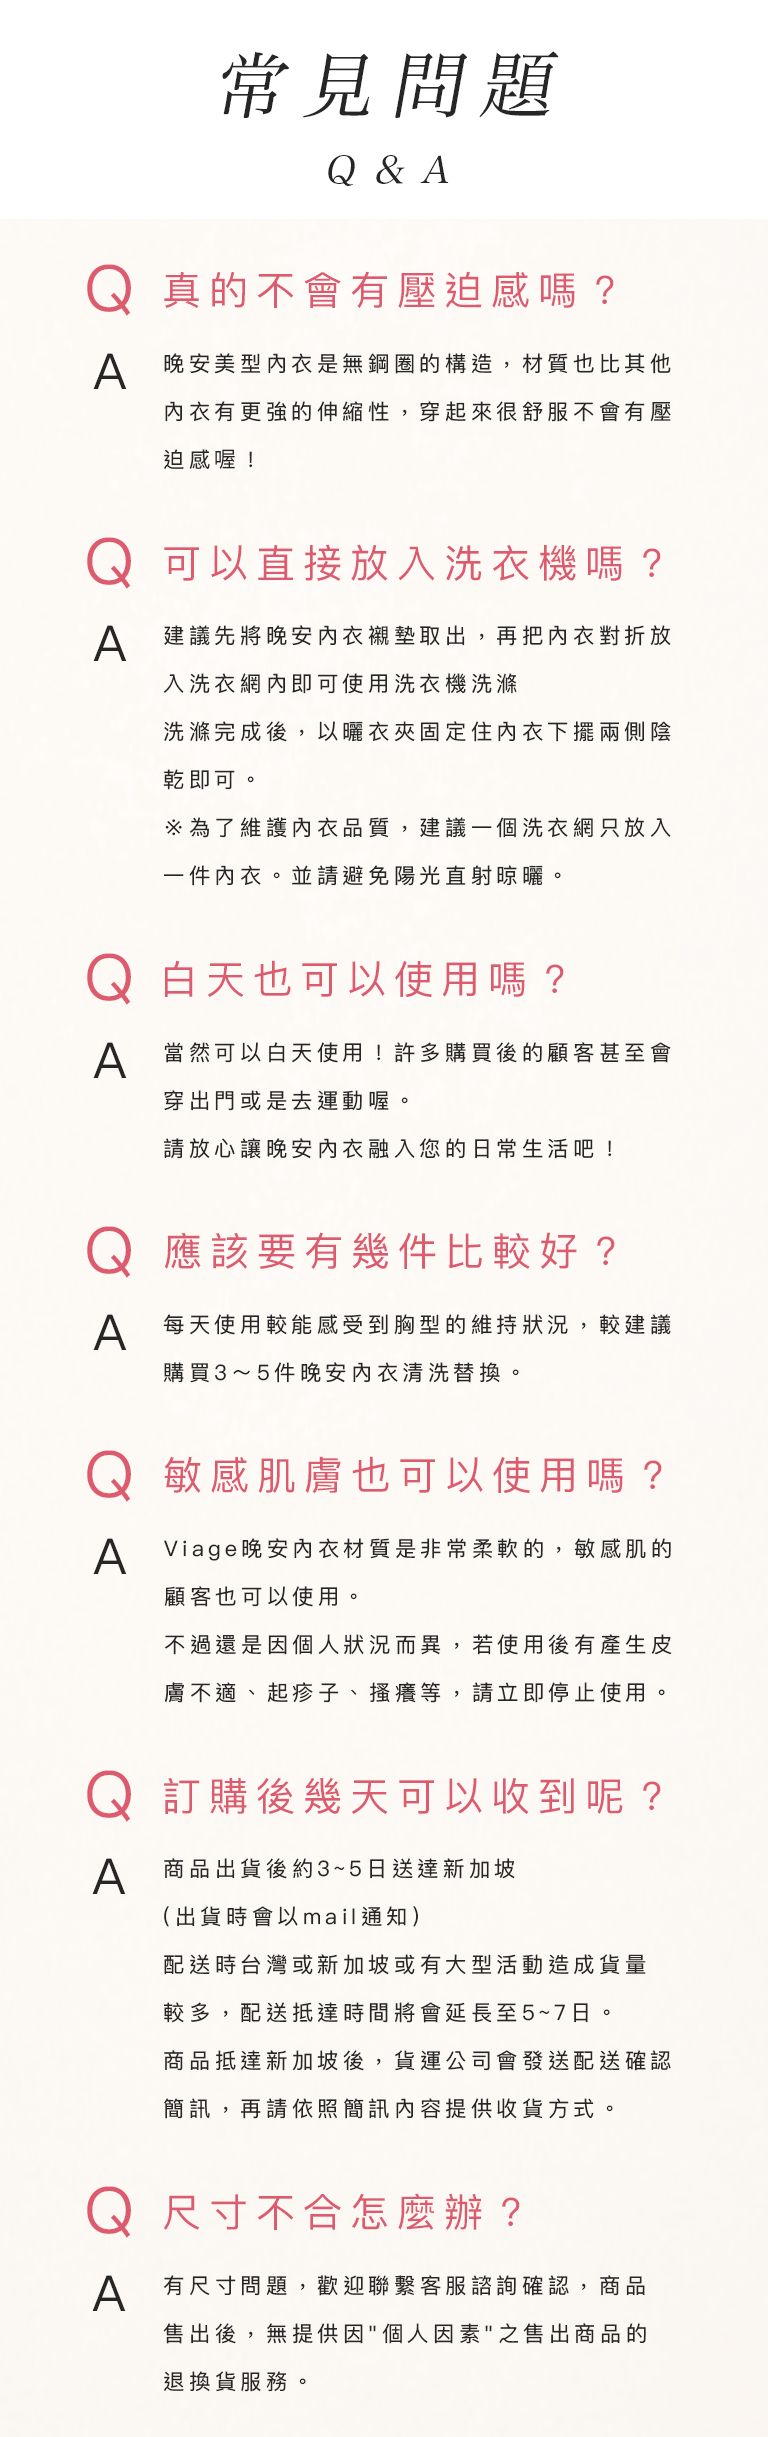 常見問題
Q & A
Q 真的不會有壓迫感嗎？
A 晚安美型內衣是無鋼圈的構造，材質也比其他
內衣有更強的伸縮性，穿起來很舒服不會有壓
迫感喔！
Q 可以直接放入洗衣機嗎？
A 建議先將晚安內衣襯墊取出，再把內衣對折放
入洗衣網內即可使用洗衣機洗滌
洗滌完成後，以曬衣夾固定住內衣下擺兩側陰
乾即可。
※為了維護內衣品質，建議一個洗衣網只放入
一件內衣。並請避免陽光直射晾曬。
Q 白天也可以使用嗎？
A 當然可以白天使用！許多購買後的顧客甚至會
穿出門或是去運動喔。
請放心讓晚安內衣融入您的日常生活吧！
Q 應該要有幾件比較好？
A 每天使用較能感受到胸型的維持狀況，較建議
購買3～5件晚安內衣清洗替換。
Q 敏感肌膚也可以使用嗎？
A Viage晚安內衣材質是非常柔軟的，敏感肌的
顧客也可以使用。
不過還是因個人狀況而異，若使用後有產生皮
膚不適、起疹子、搔癢等，請立即停止使用。
Q 訂購後幾天可以收到呢？
A 商品出貨後約3~5日送達新加坡
(出貨時會以mail通知)
配送時台灣或新加坡或有大型活動造成貨量
較多，配送抵達時間將會延長至5~7日。
商品抵達新加坡後，貨運公司會發送配送確認
簡訊，再請依照簡訊內容提供收貨方式。
Q 尺寸不合怎麼辦？
A 有尺寸問題，歡迎聯繫客服諮詢確認，商品
售出後，無提供因"個人因素"之售出商品的
退換貨服務。